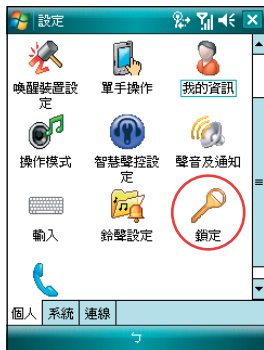 設定
喚醒裝置設
定
單手操作
我的資訊
操作模式
智慧聲控設
定
聲音及通知
輸入
鈴聲設定
鎖定
個人 系統 連線
ㄅ